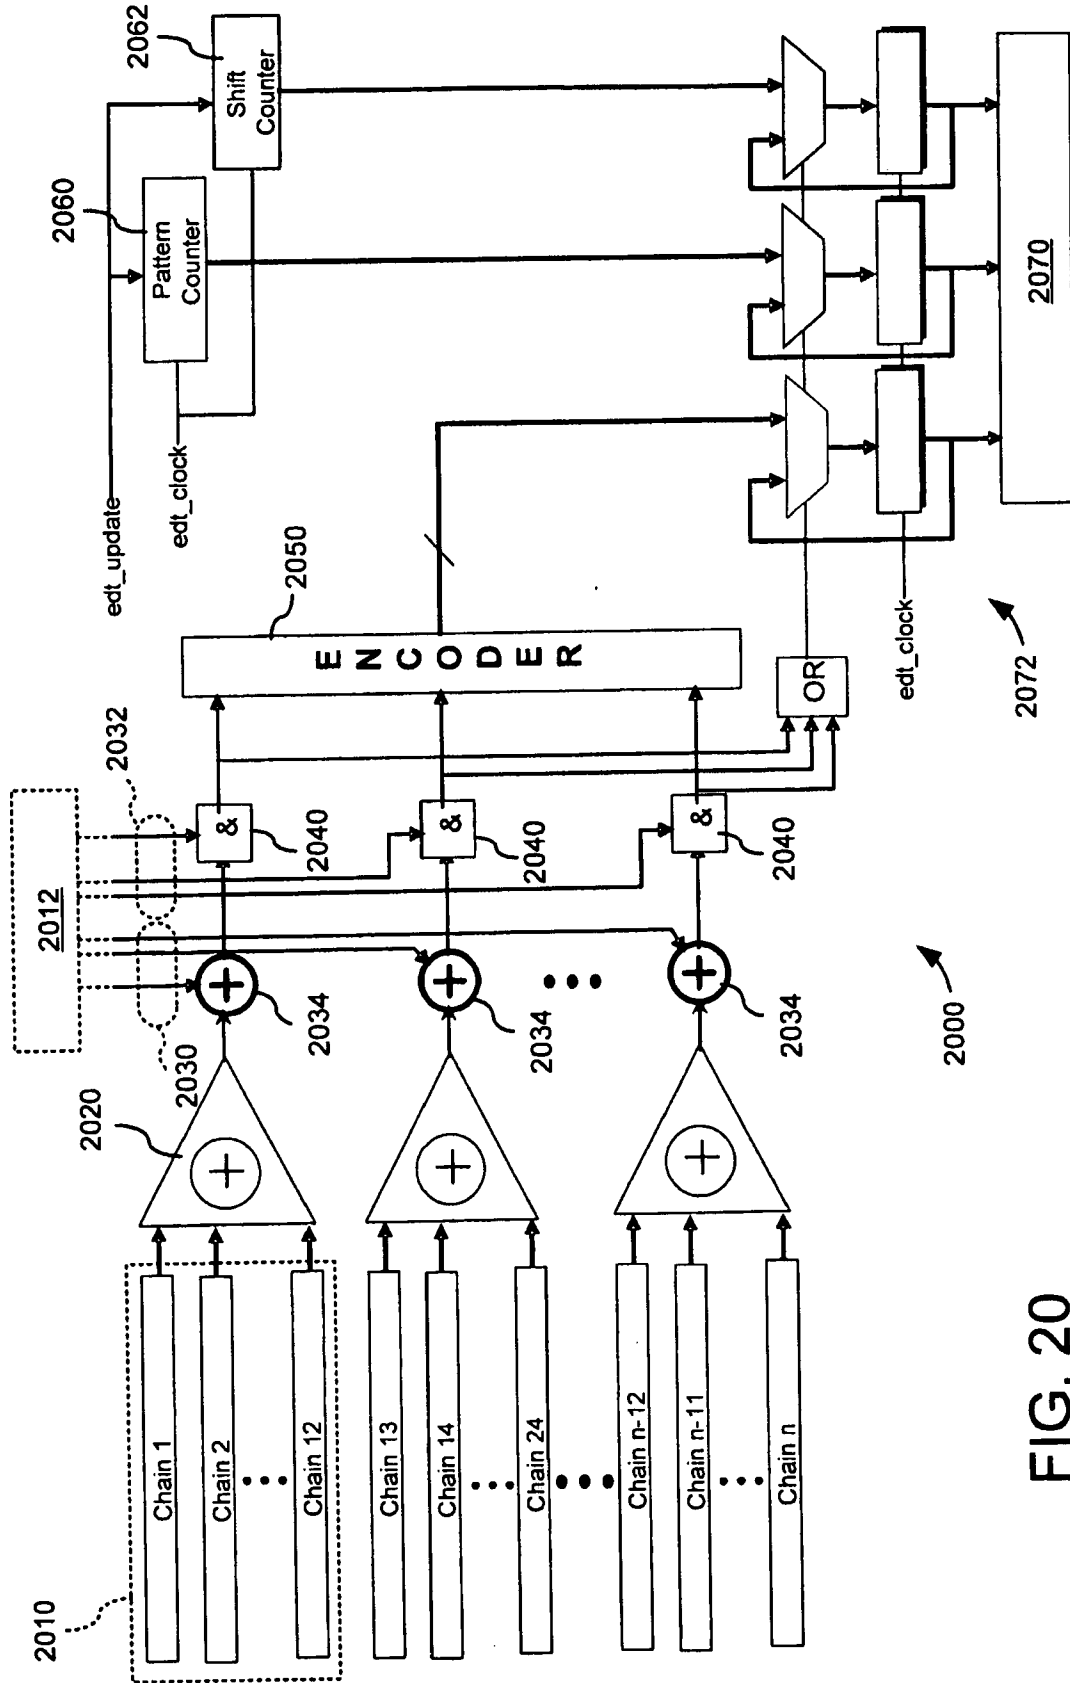 2010
Chain 1
Chain 2
Chain 12
Chain 13
Chain 14
Chain 24
Chain n-12
Chain n-11
Chain n
2020
2012
2030
2032
2034
2034
2034
&
2040
&
2040
&
2040
ENCODER
2050
OR
edt_update
edt_clock
2060
Pattern
Counter
2062
Shift
Counter
edt_clock
2070
2072
2000
FIG. 20